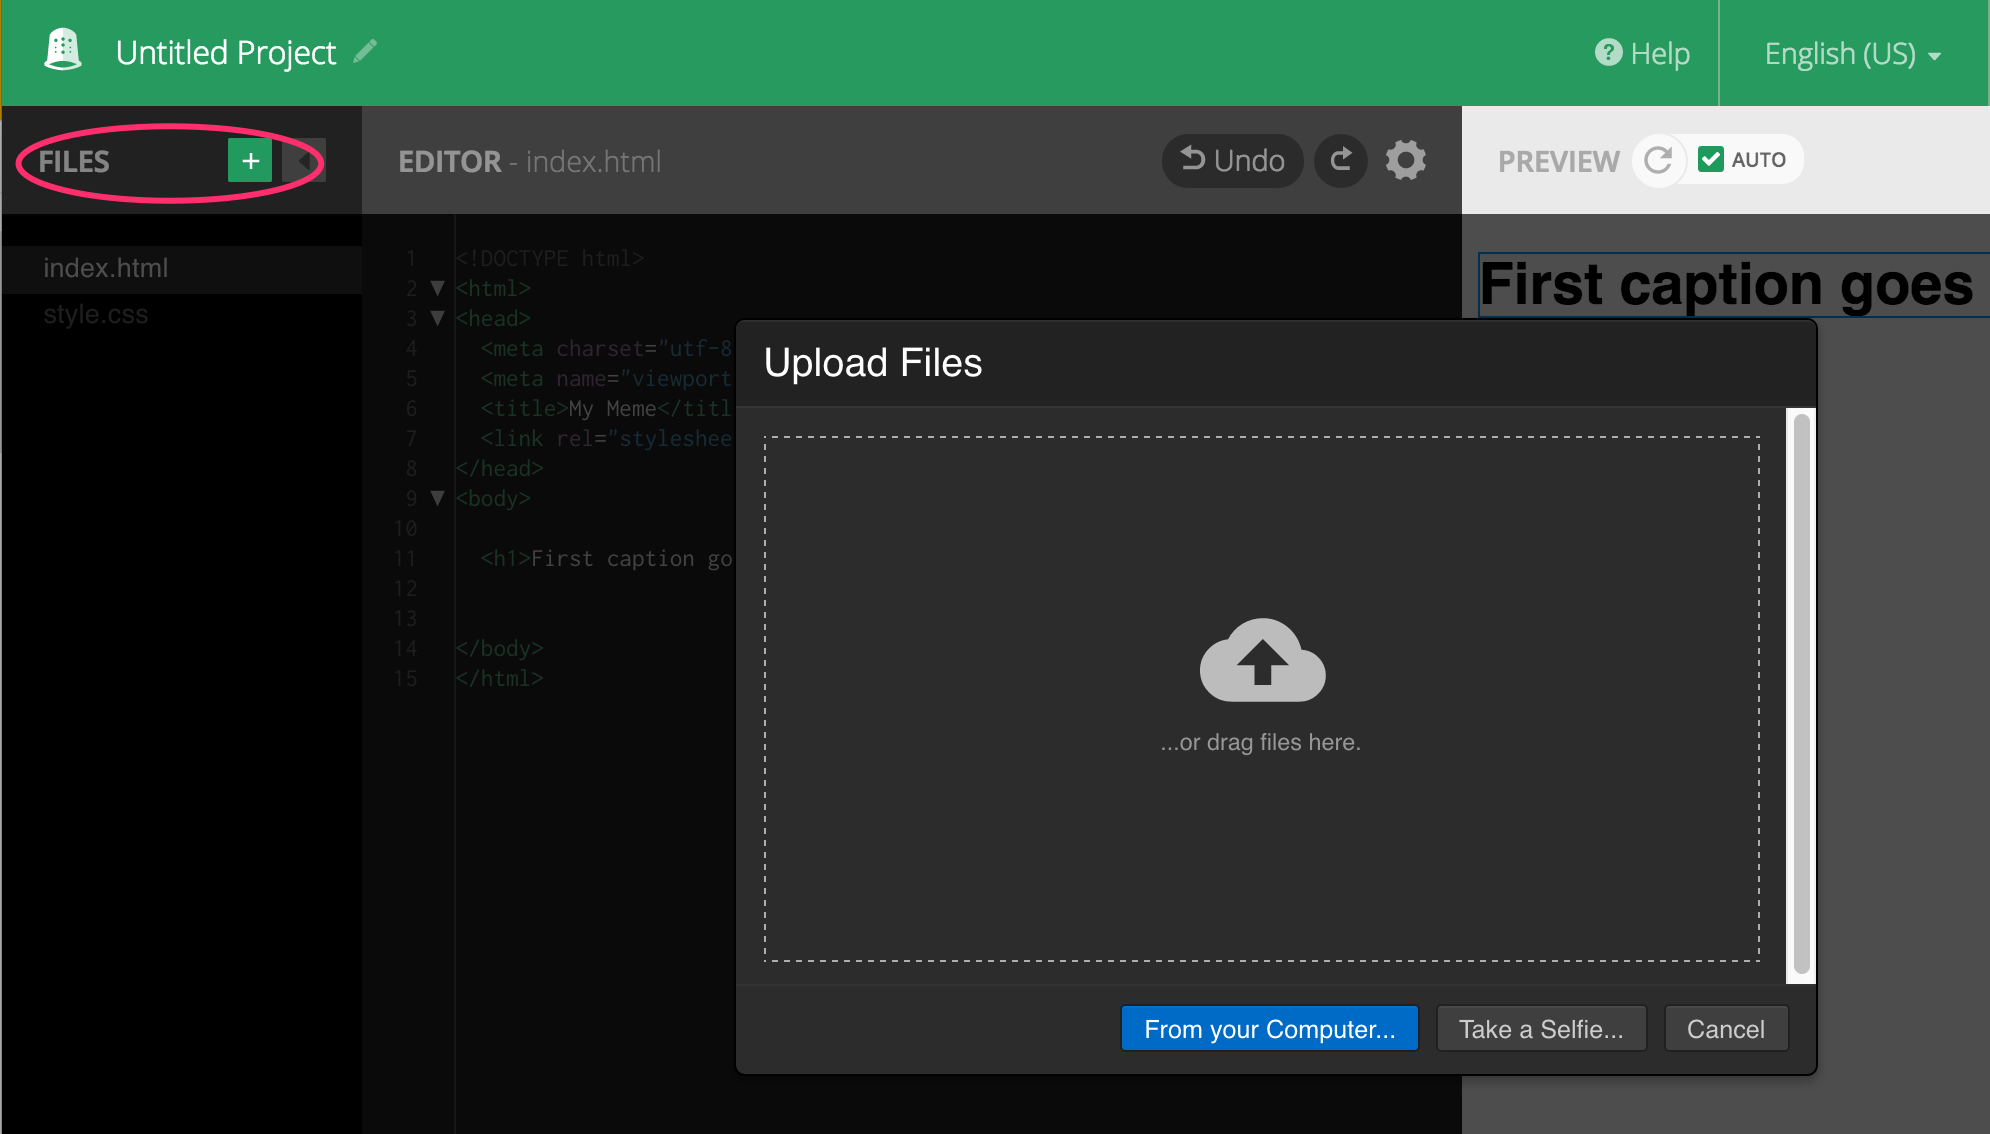 Untitled Project
? Help
English (US)
FILES +
EDITOR - index.html
Undo
PREVIEW
AUTO
index.html
style.css
1 <!DOCTYPE html>
2 <html>
3 <head>
4 <meta charset="utf-8
5 <meta name="viewport
6 <title>My Meme</titl
7 <link rel="styleshee
8 </head>
9 <body>
10
11 <h1>First caption go
12
13
14 </body>
15 </html>
First caption goes
Upload Files
...or drag files here.
From your Computer...
Take a Selfie...
Cancel